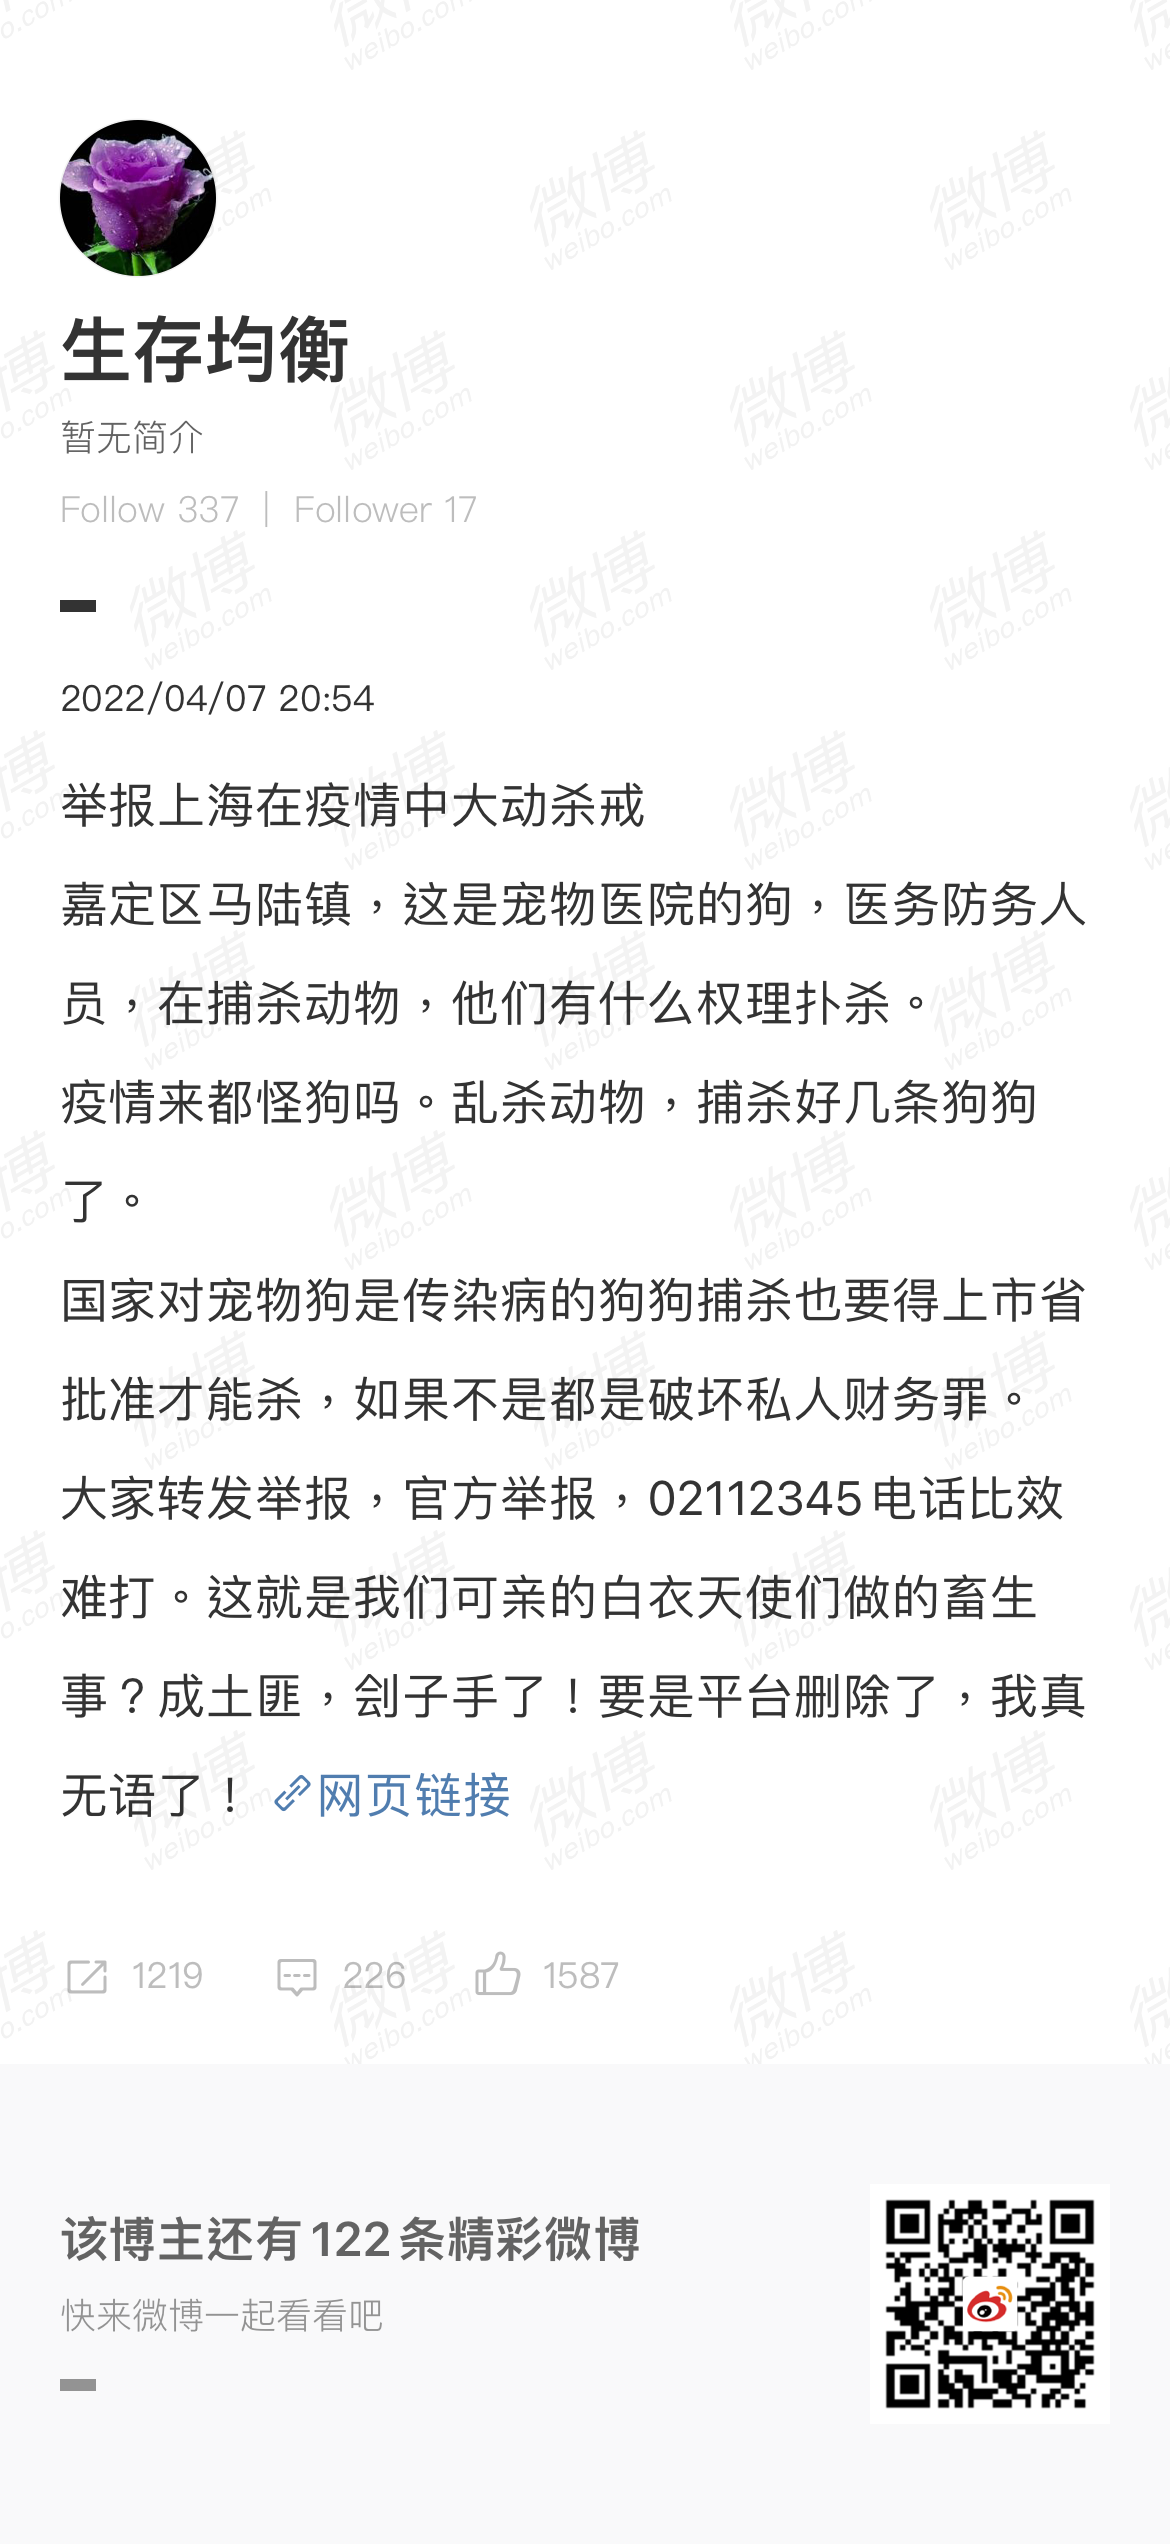 生存均衡
暂无简介
Follow 337 | Follower 17
2022/04/07 20:54
举报上海在疫情中大动杀戒
嘉定区马陆镇，这是宠物医院的狗，医务防务人
员，在捕杀动物，他们有什么权理扑杀。
疫情来都怪狗吗。乱杀动物，捕杀好几条狗狗
了。
国家对宠物狗是传染病的狗狗捕杀也要得上市省
批准才能杀，如果不是都是破坏私人财务罪。
大家转发举报，官方举报，02112345电话比效
难打。这就是我们可亲的白衣天使们做的畜生
事？成土匪，刽子手了！要是平台删除了，我真
无语了！ 网页链接
1219 226 1587
该博主还有122条精彩微博
快来微博一起看看吧
微博
weibo.com